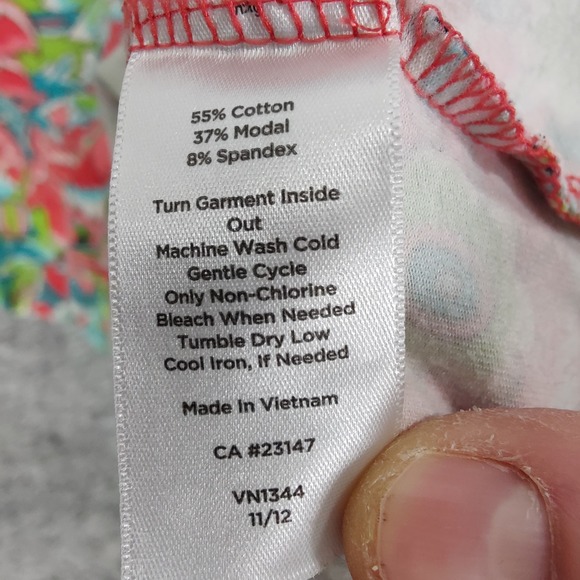 55% Cotton
37% Modal
8% Spandex
Turn Garment Inside
Out
Machine Wash Cold
Gentle Cycle
Only Non-Chlorine
Bleach When Needed
Tumble Dry Low
Cool Iron, If Needed
Made In Vietnam
CA #23147
VN1344
11/12